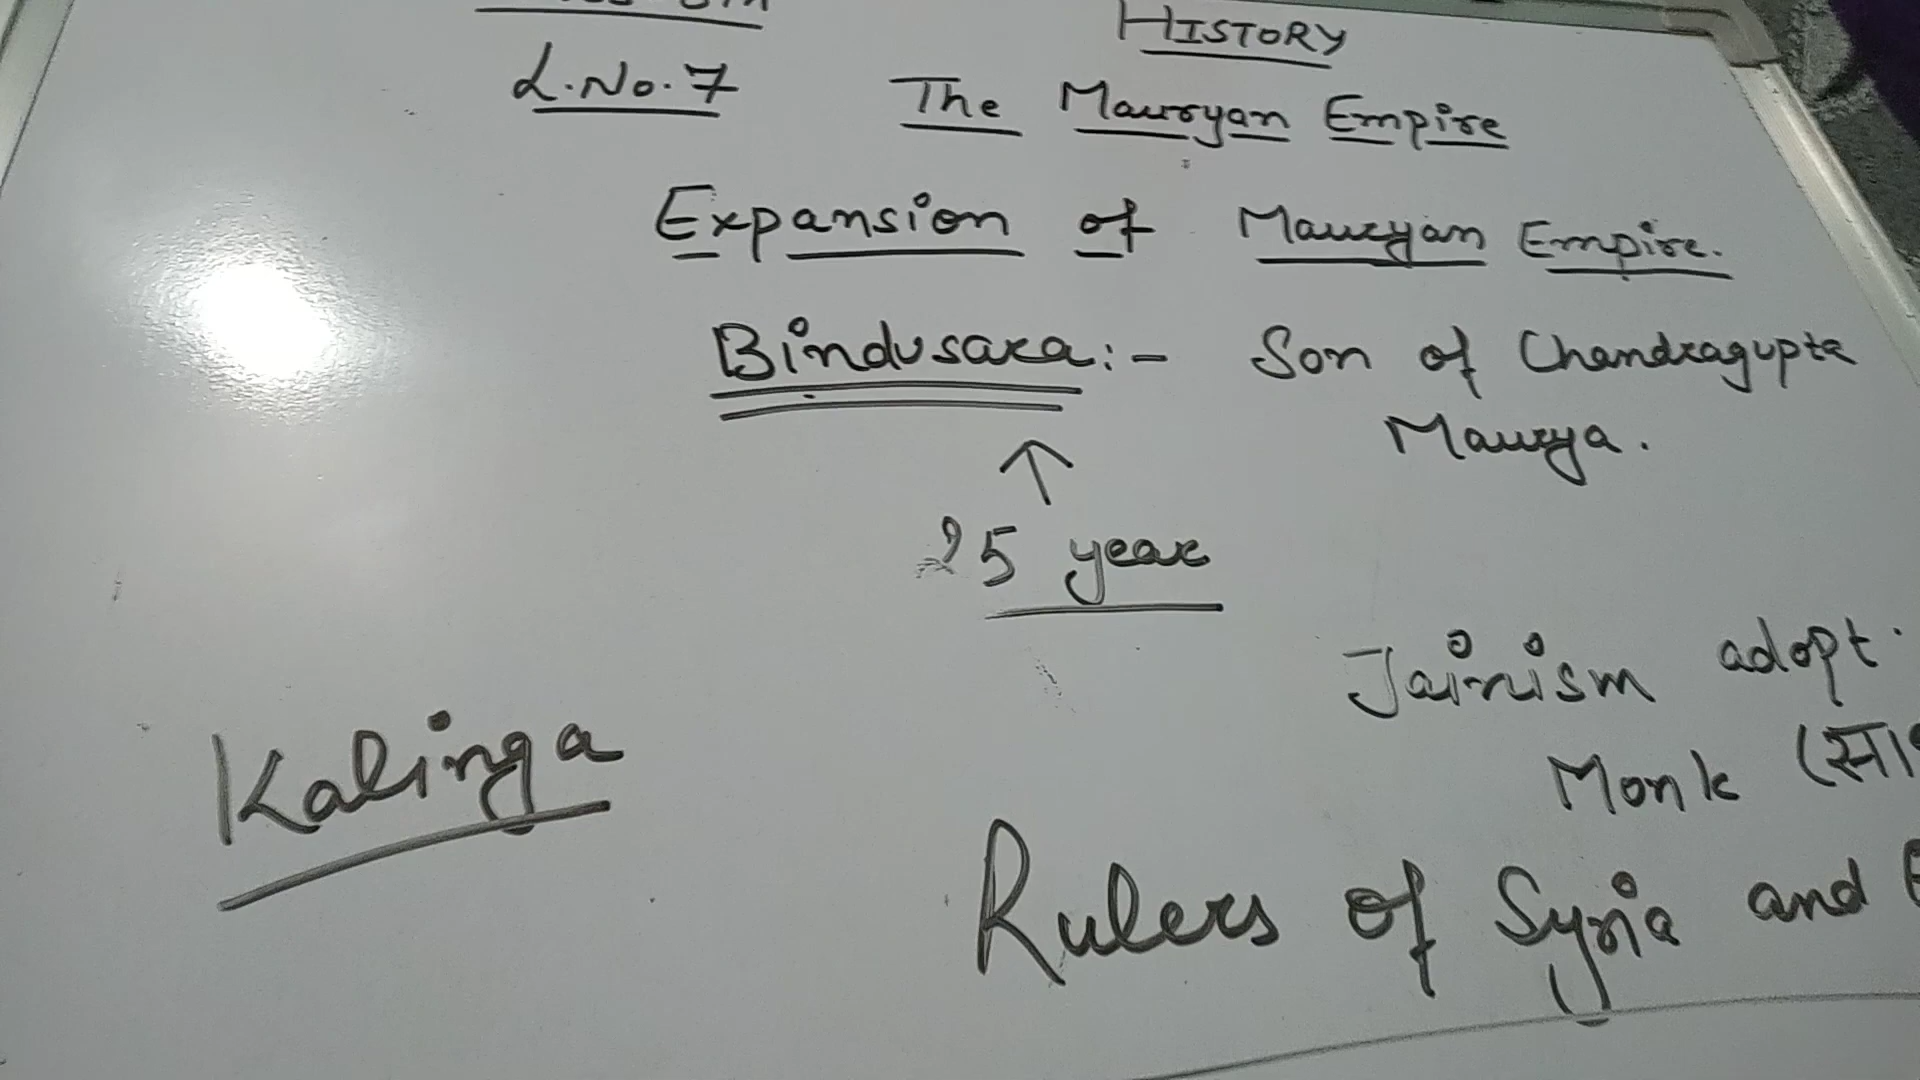 HISTORY
L.No.7 The Mauryan Empire
Expansion of Mauryan Empire.
Bindusara:- Son of Chandragupta
Maurya.
↑
25 year
Jainism adopt.
Kalinga
Monk
Rulers of Syria and